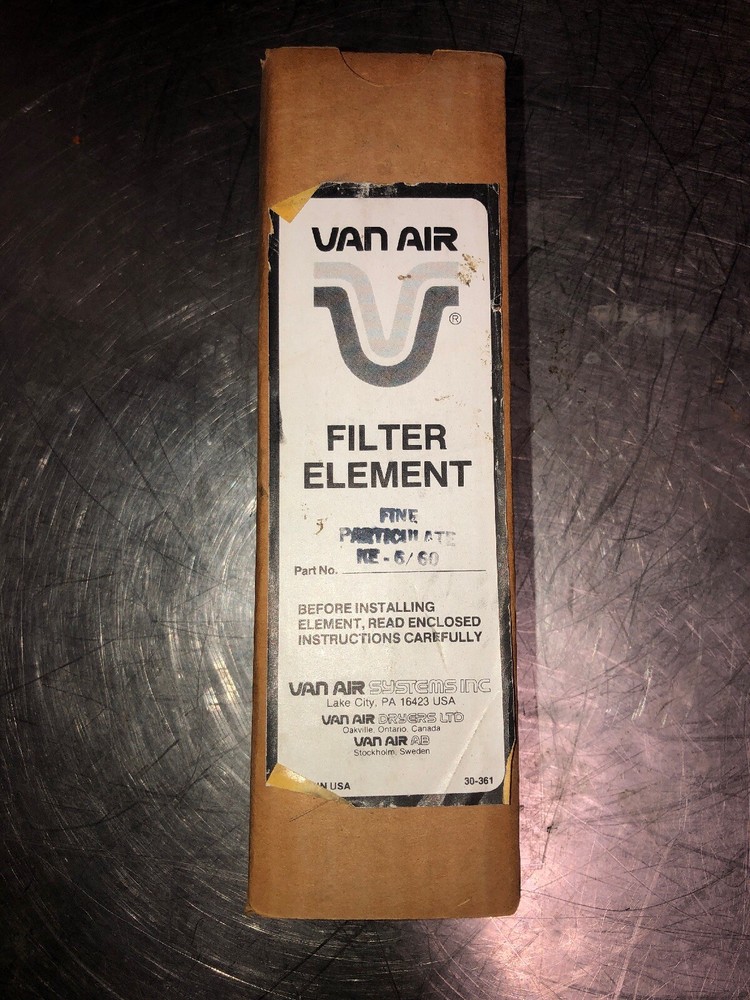 VAN AIR
®
FILTER
ELEMENT
FINE
PARTICULATE
KE-6/60
Part No.
BEFORE INSTALLING
ELEMENT, READ ENCLOSED
INSTRUCTIONS CAREFULLY
VAN AIR SYSTEMS INC
Lake City, PA 16423 USA
VAN AIR DRYERS LTD
Oakville, Ontario, Canada
VAN AIR AB
Stockholm, Sweden
IN USA 30-361